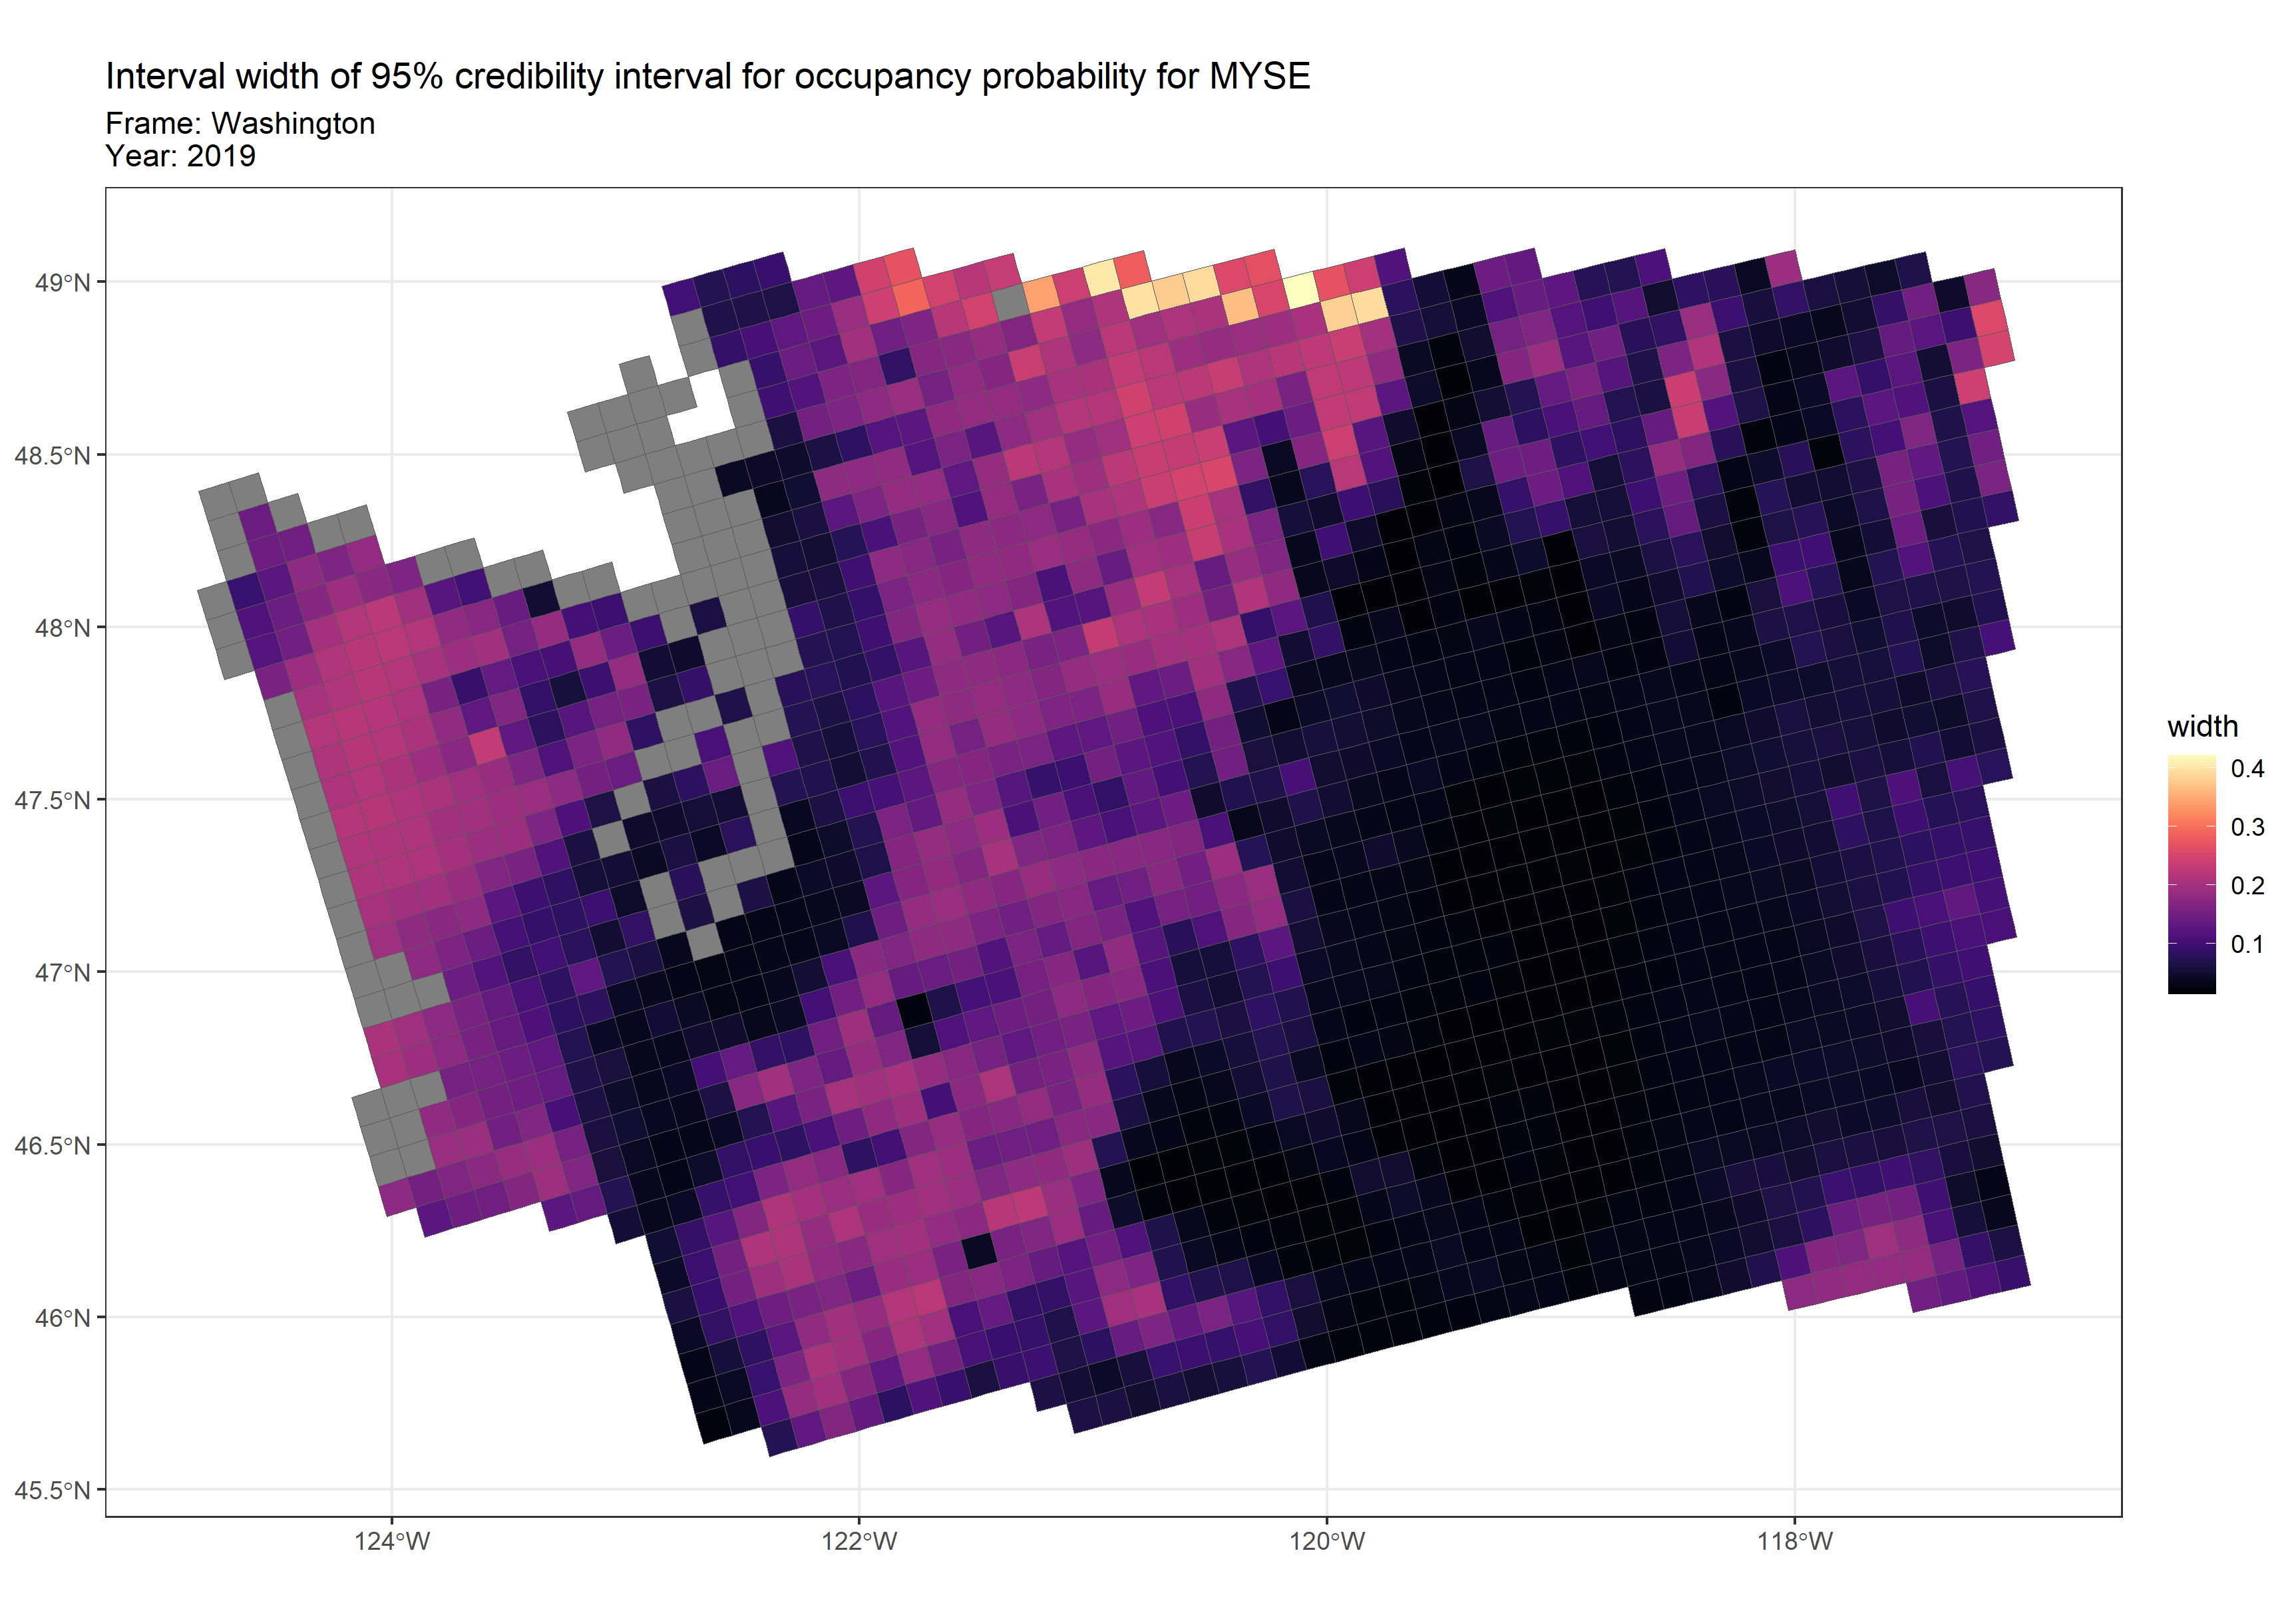 Interval width of 95% credibility interval for occupancy probability for MYSE
Frame: Washington
Year: 2019
49°N
48.5°N
48°N
47.5°N
47°N
46.5°N
46°N
45.5°N
124°W
122°W
120°W
118°W
width
0.4
0.3
0.2
0.1